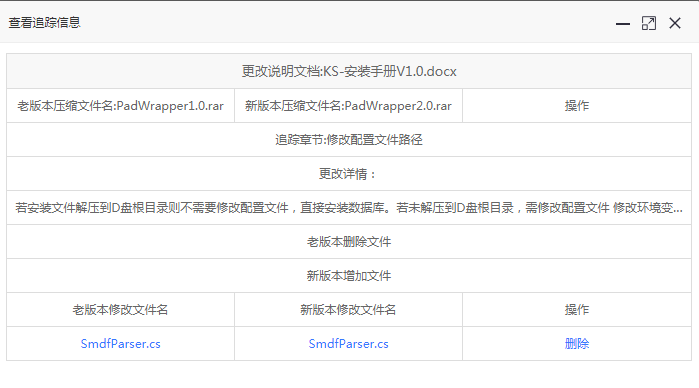 查看追踪信息
更改说明文档:KS-安装手册V1.0.docx
老版本压缩文件名:PadWrapper1.0.rar 新版本压缩文件名:PadWrapper2.0.rar 操作
追踪章节:修改配置文件路径
更改详情：
若安装文件解压到D盘根目录则不需要修改配置文件，直接安装数据库。若未解压到D盘根目录，需修改配置文件 修改环境变...
老版本删除文件
新版本增加文件
老版本修改文件名 新版本修改文件名 操作
SmdfParser.cs SmdfParser.cs 删除